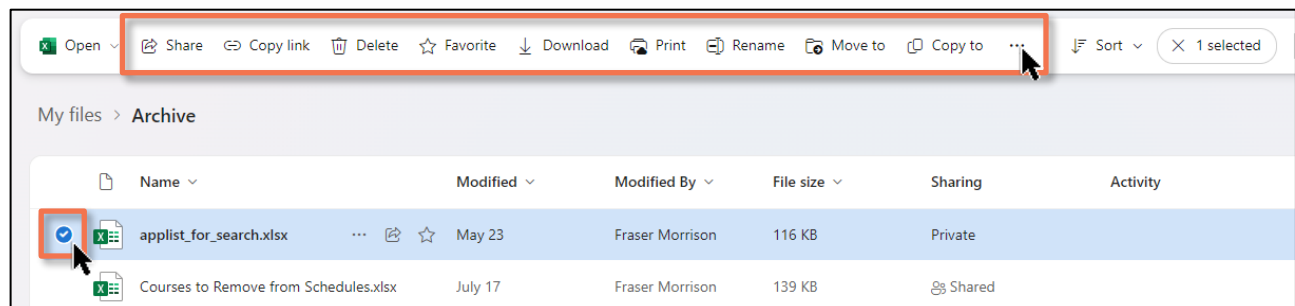 Open Share Copy link Delete Favorite Download Print Rename Move to Copy to ... Sort 1 selected
My files > Archive
Name Modified Modified By File size Sharing Activity
applist_for_search.xlsx ... May 23 Fraser Morrison 116 KB Private
Courses to Remove from Schedules.xlsx July 17 Fraser Morrison 139 KB Shared